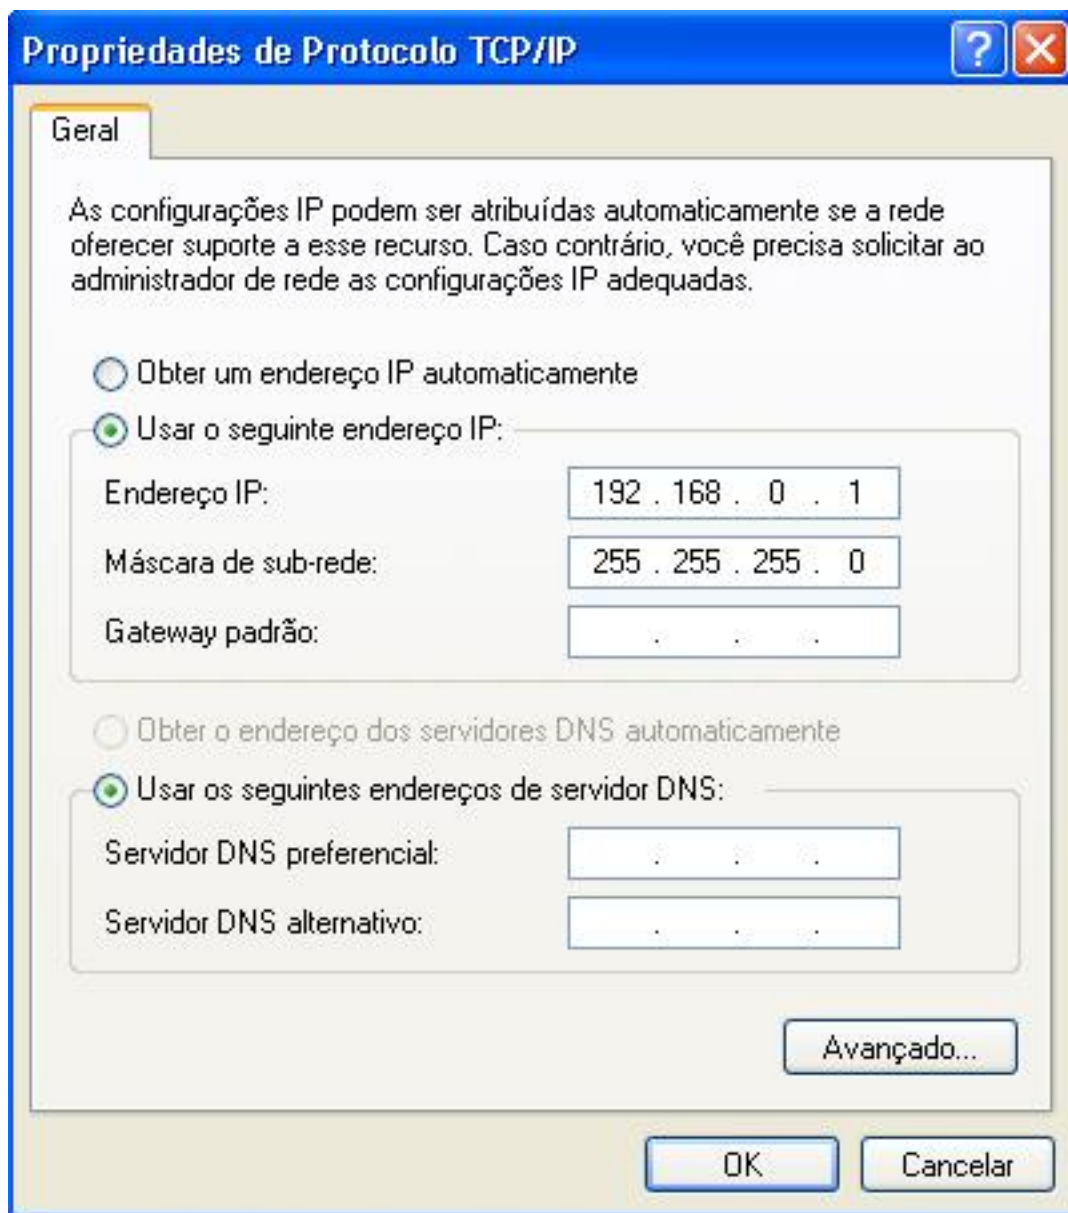 Propriedades de Protocolo TCP/IP
Geral
As configurações IP podem ser atribuídas automaticamente se a rede
oferecer suporte a esse recurso. Caso contrário, você precisa solicitar ao
administrador de rede as configurações IP adequadas.
Obter um endereço IP automaticamente
Usar o seguinte endereço IP:
Endereço IP: 192 . 168 . 0 . 1
Máscara de sub-rede: 255 . 255 . 255 . 0
Gateway padrão: . . .
Obter o endereço dos servidores DNS automaticamente
Usar os seguintes endereços de servidor DNS:
Servidor DNS preferencial: . . .
Servidor DNS alternativo: . . .
Avançado...
OK Cancelar